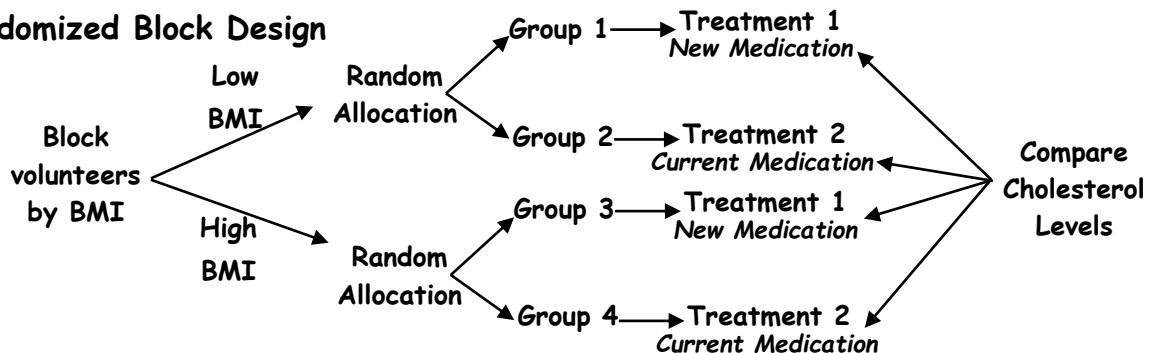 domized Block Design
Low
BMI
Block
volunteers
by BMI
High
BMI
Random
Allocation
Random
Allocation
Group 1
Treatment 1
New Medication
Group 2
Treatment 2
Current Medication
Group 3
Treatment 1
New Medication
Group 4
Treatment 2
Current Medication
Compare
Cholesterol
Levels